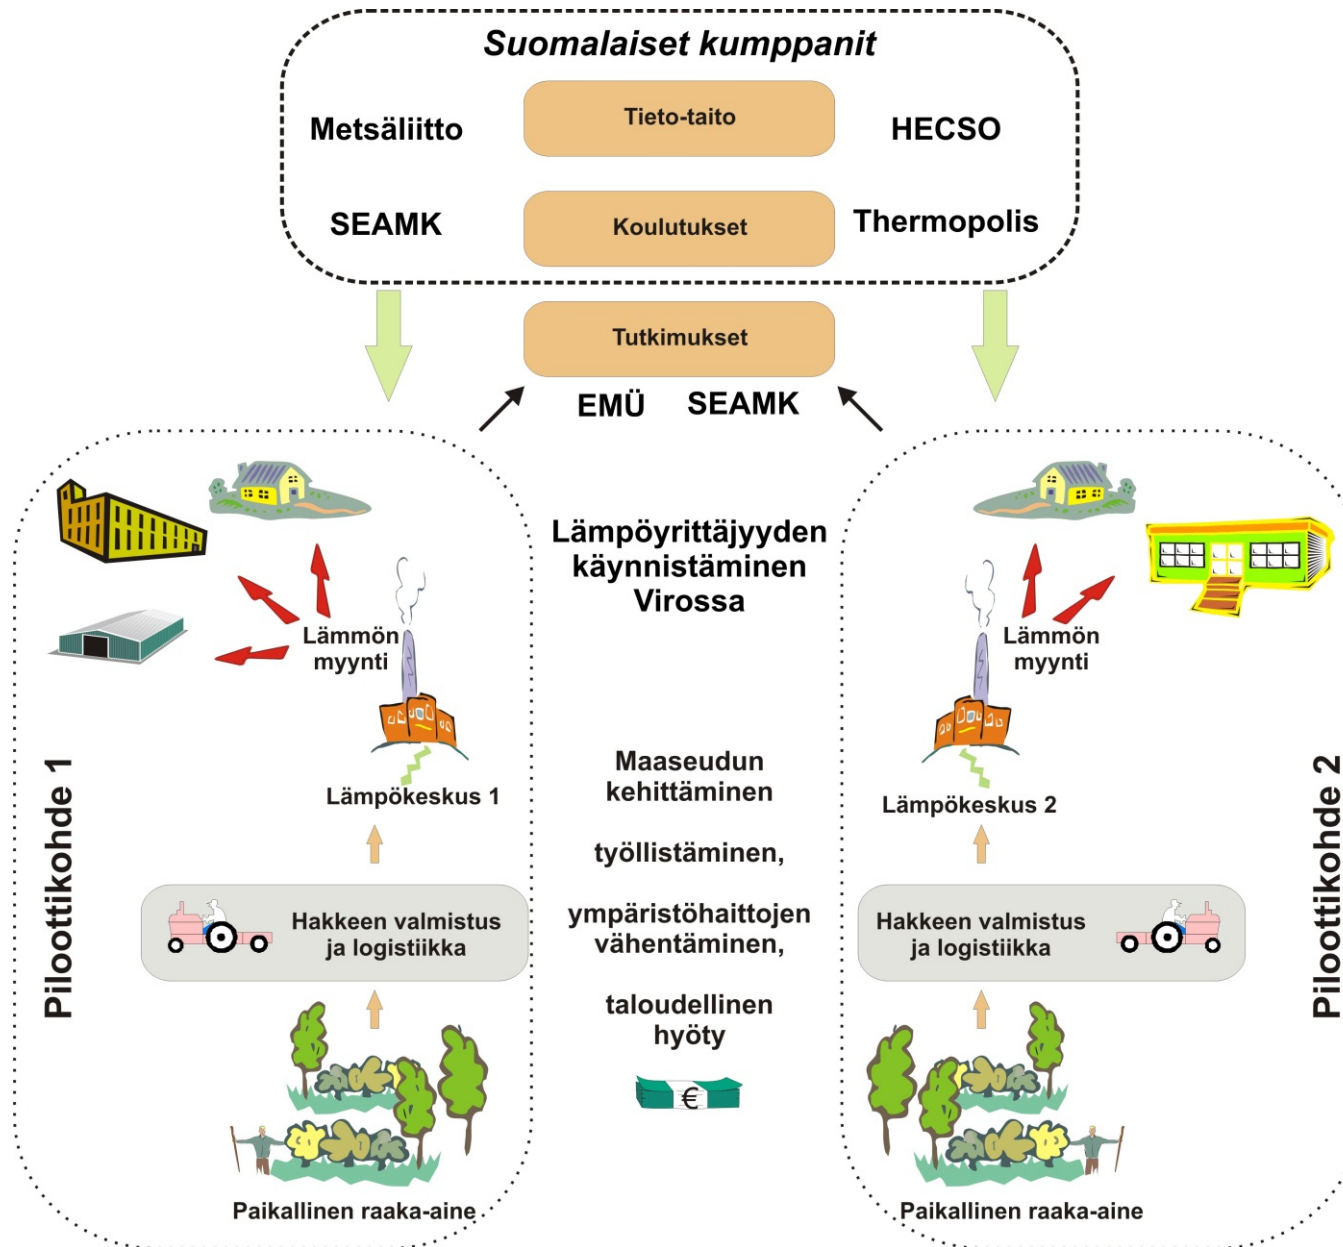 Suomalaiset kumppanit
Metsäliitto
Tieto-taito
HECSO
SEAMK
Koulutukset
Thermopolis
Tutkimukset
EMÜ SEAMK
Lämpöyrittäjyyden
käynnistäminen
Virossa
Maaseudun
kehittäminen
työllistäminen,
ympäristöhaittojen
vähentäminen,
taloudellinen
hyöty
€
Piloottikohde 1
Lämmön
myynti
Lämpökeskus 1
Hakkeen valmistus
ja logistiikka
Paikallinen raaka-aine
Piloottikohde 2
Lämmön
myynti
Lämpökeskus 2
Hakkeen valmistus
ja logistiikka
Paikallinen raaka-aine